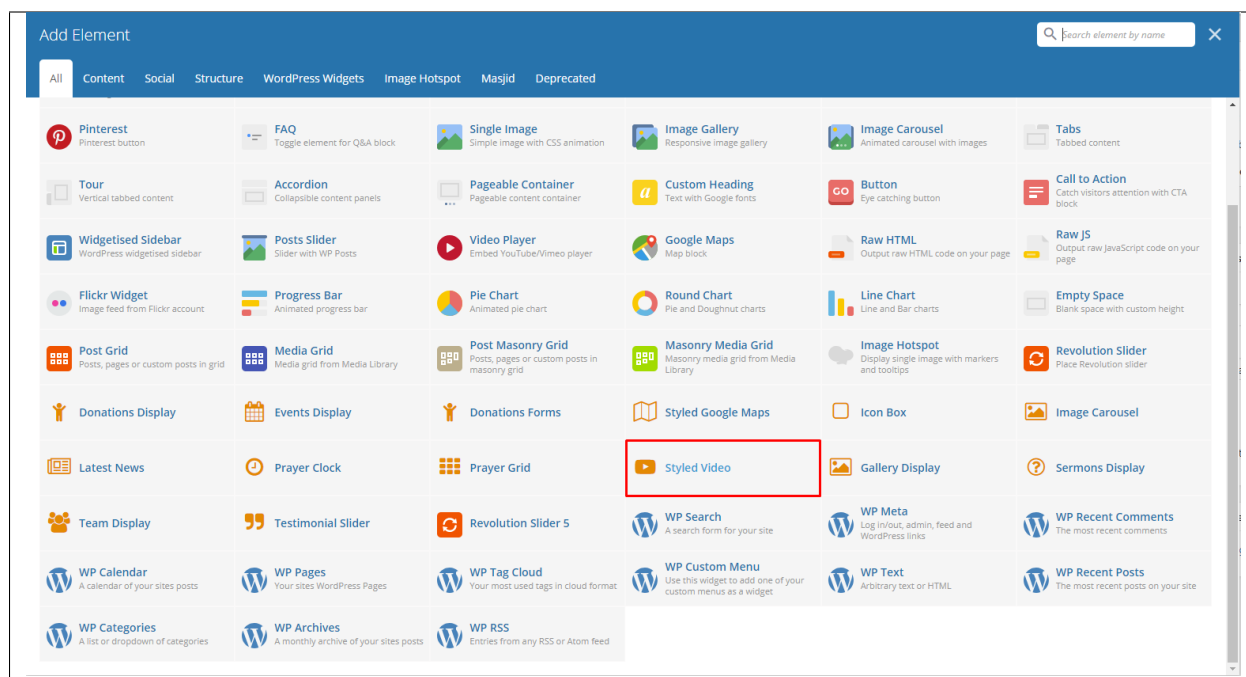 Add Element
Search element by name
All Content Social Structure WordPress Widgets Image Hotspot Masjid Deprecated
Pinterest
Pinterest button
FAQ
Toggle element for Q&A block
Single Image
Simple image with CSS animation
Image Gallery
Responsive image gallery
Image Carousel
Animated carousel with images
Tabs
Tabbed content
Tour
Vertical tabbed content
Accordion
Collapsible content panels
Pageable Container
Pageable content container
a
Custom Heading
Text with Google fonts
GO
Button
Eye catching button
Call to Action
Catch visitors attention with CTA
block
Widgetised Sidebar
WordPress widgetised sidebar
Posts Slider
Slider with WP Posts
Video Player
Embed YouTube/Vimeo player
Google Maps
Map block
Raw HTML
Output raw HTML code on your page
Raw JS
Output raw JavaScript code on your
page
Flickr Widget
Image feed from Flickr account
Progress Bar
Animated progress bar
Pie Chart
Animated pie chart
Round Chart
Pie and Doughnut charts
Line Chart
Line and Bar charts
Empty Space
Blank space with custom height
Post Grid
Posts, pages or custom posts in grid
Media Grid
Media grid from Media Library
Post Masonry Grid
Posts, pages or custom posts in
masonry grid
Masonry Media Grid
Masonry media grid from Media
Library
Image Hotspot
Display single image with markers
and tooltips
Revolution Slider
Place Revolution slider
Donations Display
Events Display
Donations Forms
Styled Google Maps
Icon Box
Image Carousel
Latest News
Prayer Clock
Prayer Grid
Styled Video
Gallery Display
Sermons Display
Team Display
Testimonial Slider
Revolution Slider 5
WP Search
A search form for your site
WP Meta
Log in/out, admin, feed and
WordPress links
WP Recent Comments
The most recent comments
WP Calendar
A calendar of your sites posts
WP Pages
Your sites WordPress Pages
WP Tag Cloud
Your most used tags in cloud format
WP Custom Menu
Use this widget to add one of your
custom menus as a widget
WP Text
Arbitrary text or HTML
WP Recent Posts
The most recent posts on your site
WP Categories
A list or dropdown of categories
WP Archives
A monthly archive of your sites posts
WP RSS
Entries from any RSS or Atom feed